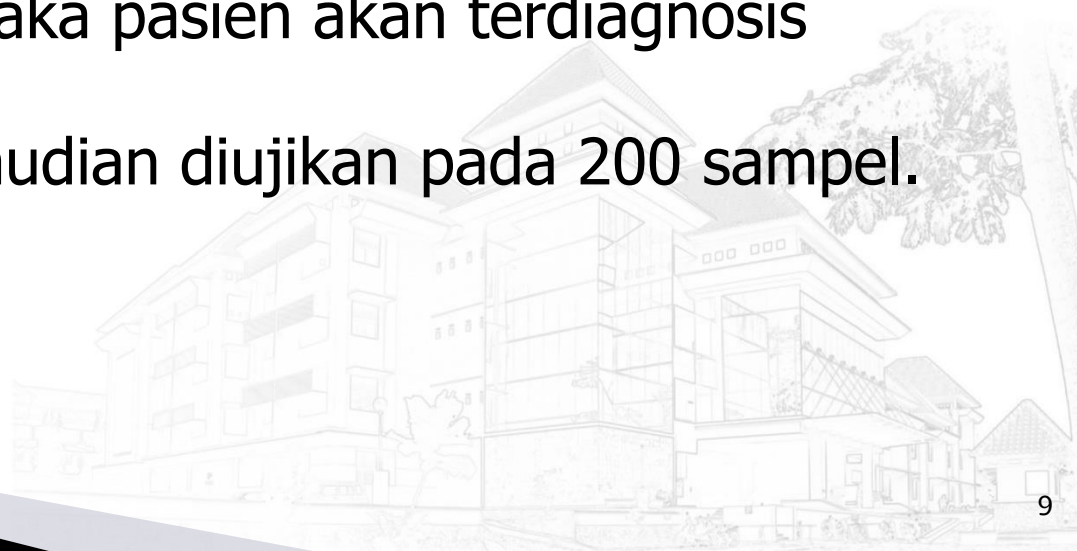 aka pasien akan terdiagnosis
udian diujikan pada 200 sampel.
9